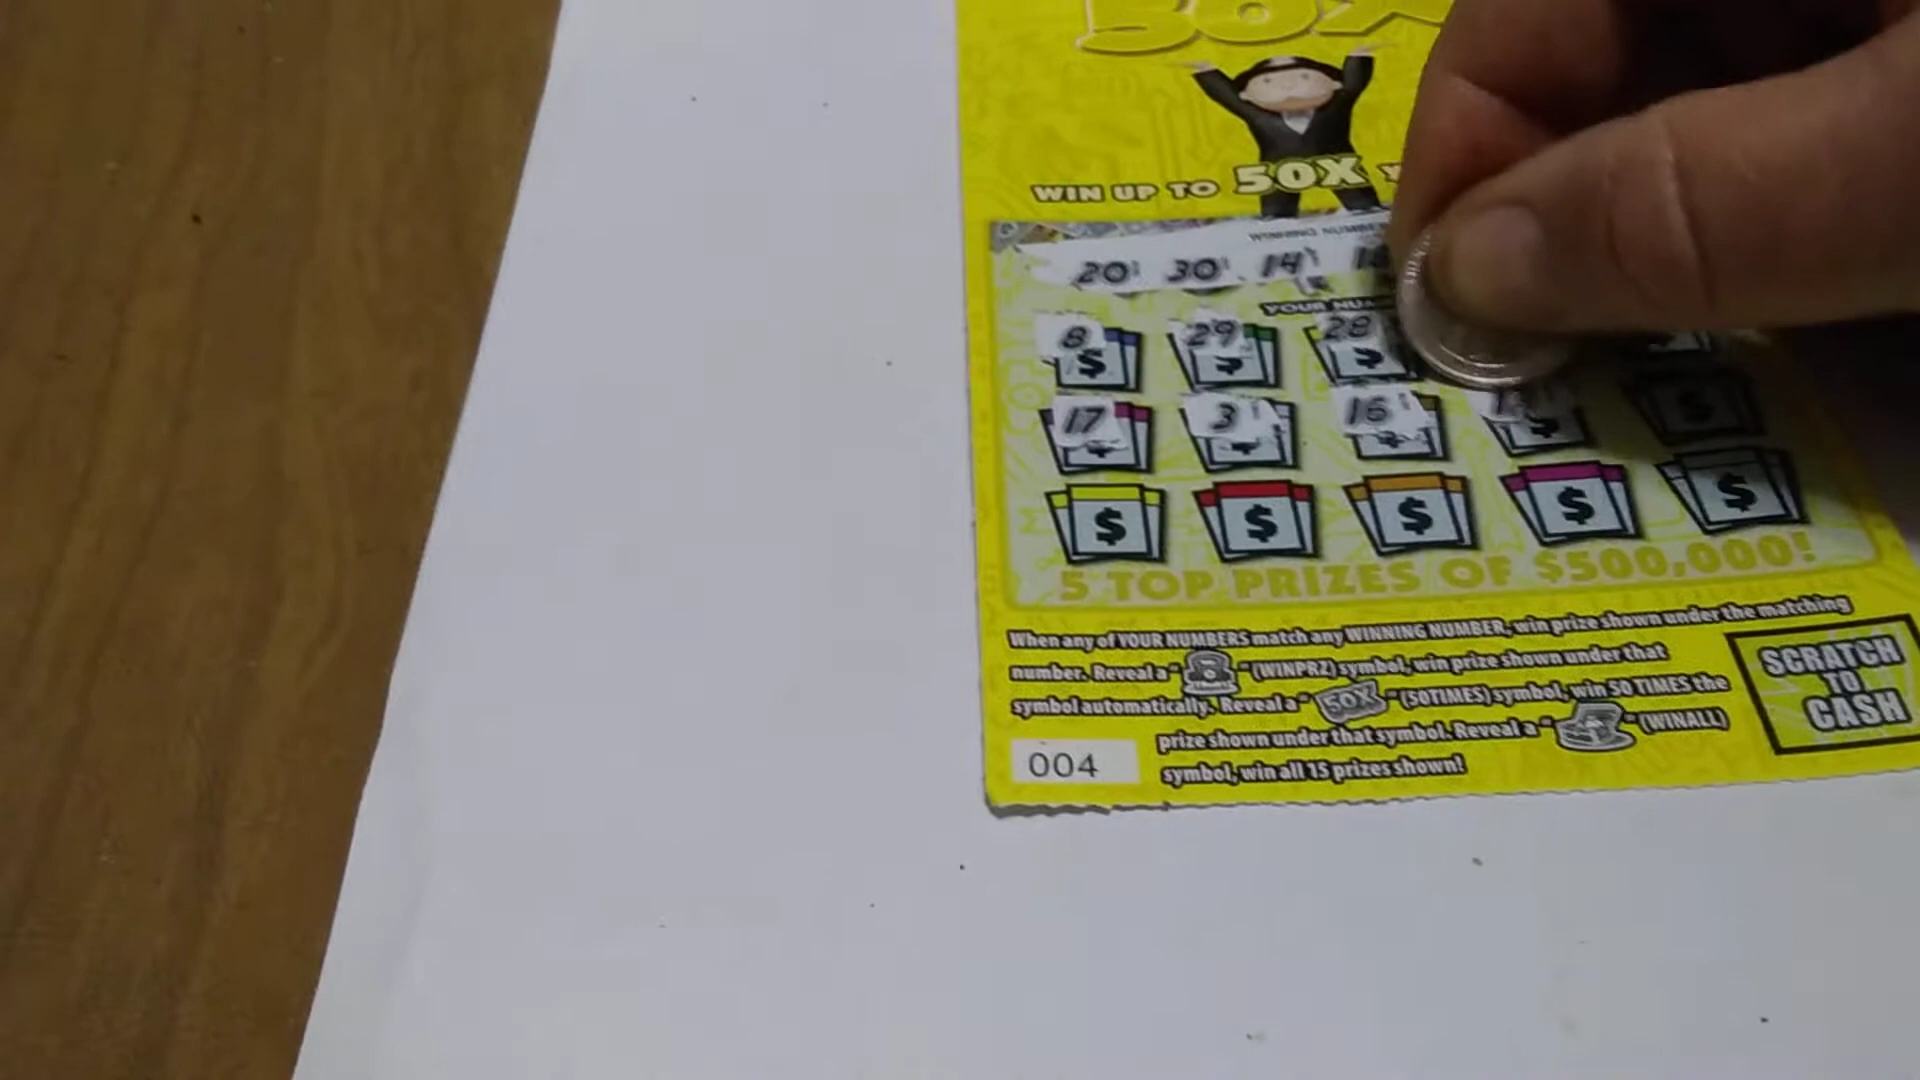 50X
WIN UP TO 50X
WINNING NUMBE
20 30 14
YOUR NUM
8 29 28
$ $ $
17 3 16
$
$ $ $ $ $
5 TOP PRIZES OF $500,000!
When any of YOUR NUMBERS match any WINNING NUMBER, win prize shown under the matching
number. Reveal a " " (WINPRZ) symbol, win prize shown under that
symbol automatically. Reveal a " 50X " (50TIMES) symbol, win 50 TIMES the
prize shown under that symbol. Reveal a " " (WINALL)
symbol, win all 15 prizes shown!
SCRATCH
TO
CASH
004